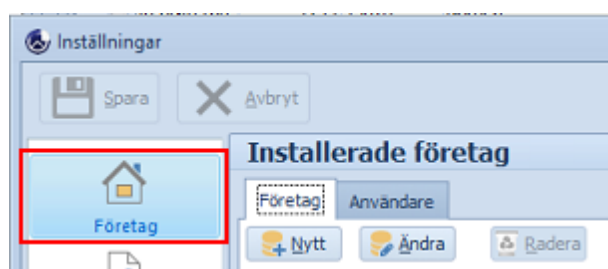 Inställningar
Spara Avbryt
Installerade företag
Företag Användare
Företag
Nytt Ändra Radera